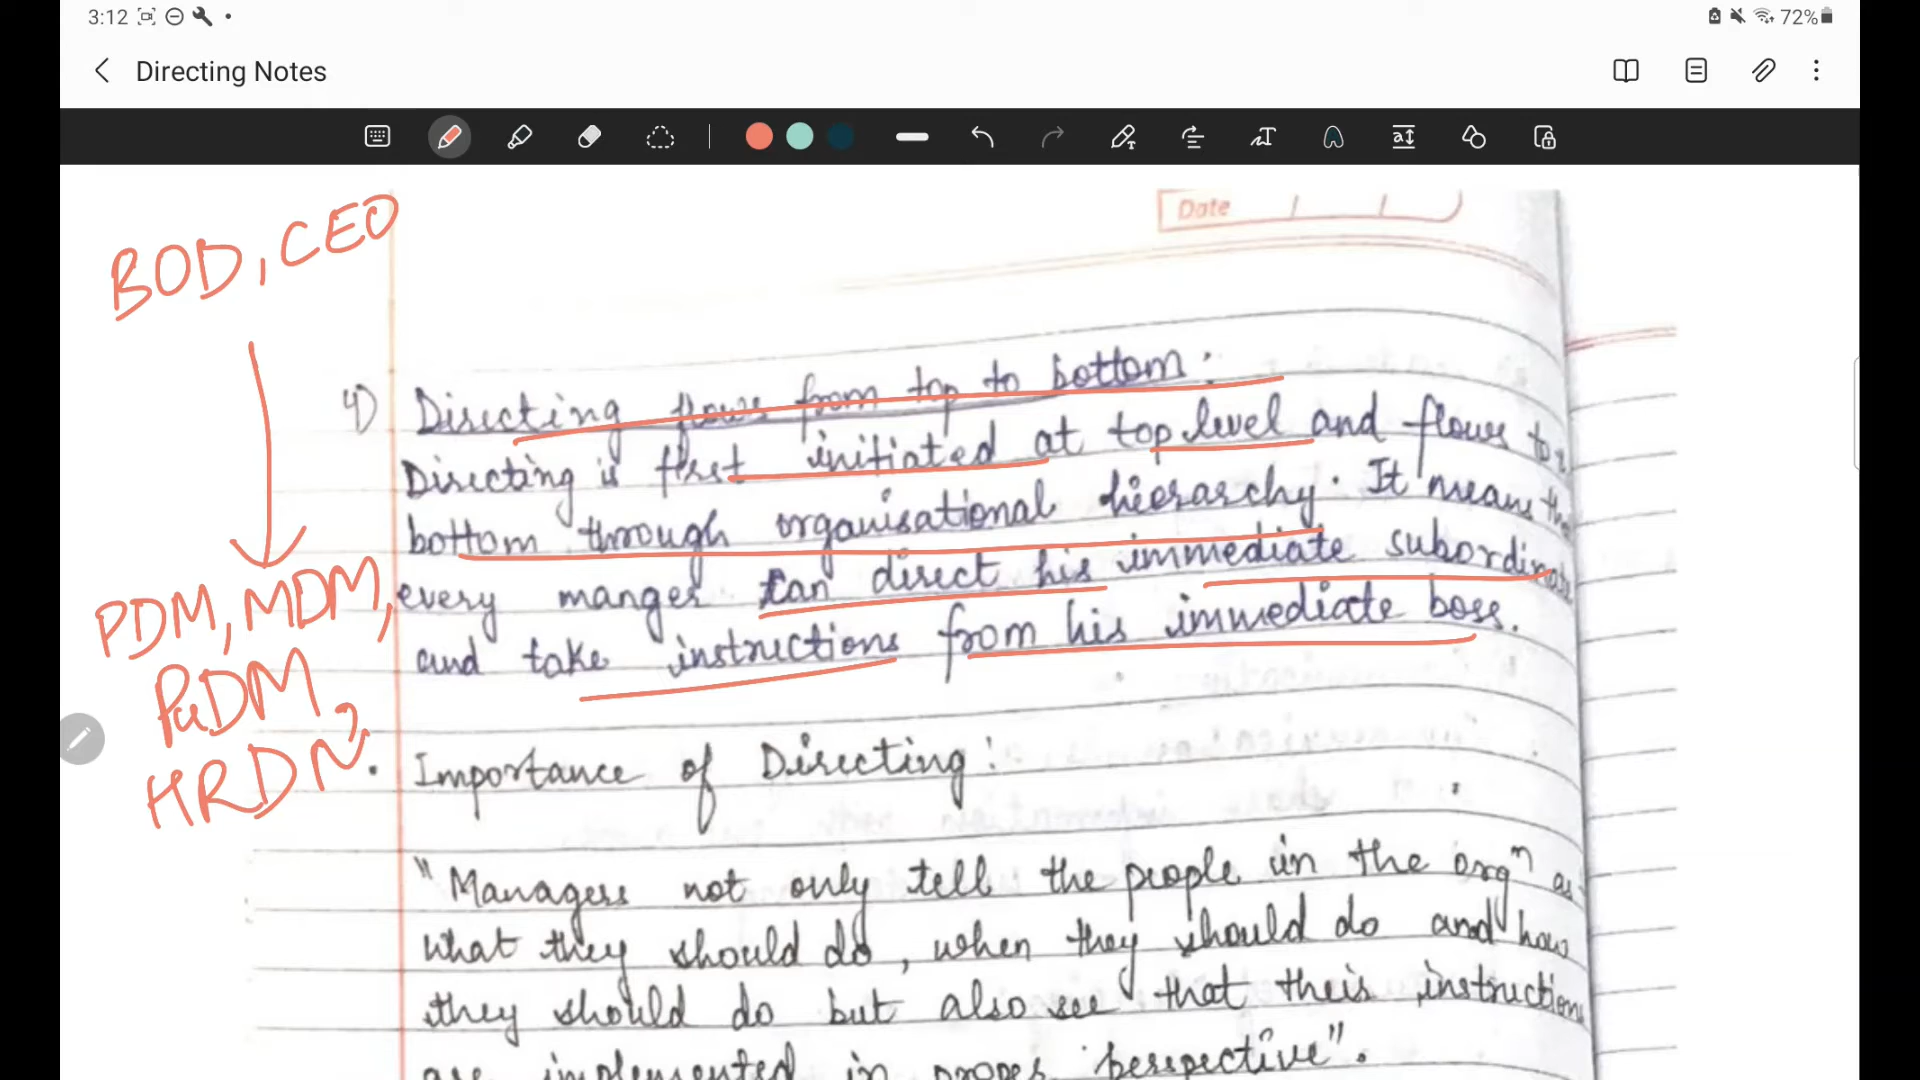 3:12
72%
Directing Notes
Date
BOD, CEO
4) Directing flows from top to bottom.
Directing is first initiated at top level and flows to
bottom through organisational hierarchy. It means that
every manger can direct his immediate subordinate
and take instructions from his immediate boss.
PDM, MDM,
PuDM,
HRDM
• Importance of Directing:
"Managers not only tell the people in the orgⁿ as
what they should do, when they should do and how
they should do but also see that their instructions
are implemented in proper perspective".